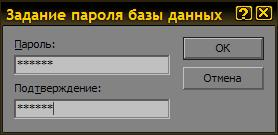 Задание пароля базы данных
Пароль:
OK
******
Отмена
Подтверждение:
******